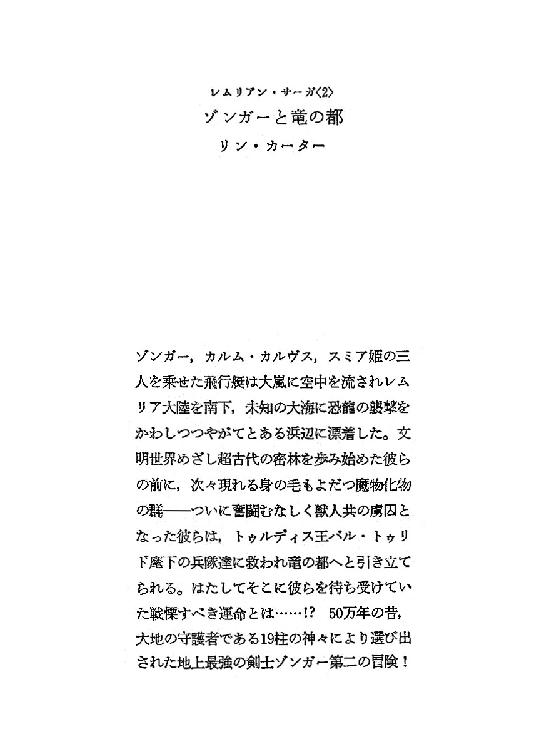 レムリアン・サーガ〈2〉
ゾンガーと竜の都
リン・カーター
ゾンガー，カルム・カルヴス，スミア姫の三
人を乗せた飛行艇は大嵐に空中を流されレム
リア大陸を南下，未知の大海に恐龍の襲撃を
かわしつつやがてとある浜辺に漂着した。文
明世界めざし超古代の密林を歩み始めた彼ら
の前に，次々現れる身の毛もよだつ魔物化物
の群――ついに奮闘むなしく獣人共の虜囚と
なった彼らは，トゥルディス王パル・トゥリ
ド麾下の兵隊達に救われ竜の都へと引き立て
られる。はたしてそこに彼らを待ち受けてい
た戦慄すべき運命とは……!?　50万年の昔，
大地の守護者である19柱の神々により選び出
された地上最強の剣士ゾンガー第二の冒険！